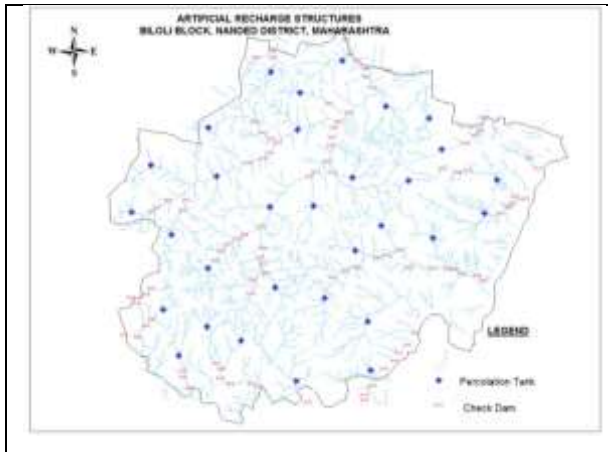 ARTIFICIAL RECHARGE STRUCTURES
BILOLI BLOCK, NANDED DISTRICT, MAHARASHTRA
N
W E
S
LEGEND
Percolation Tank
Check Dam